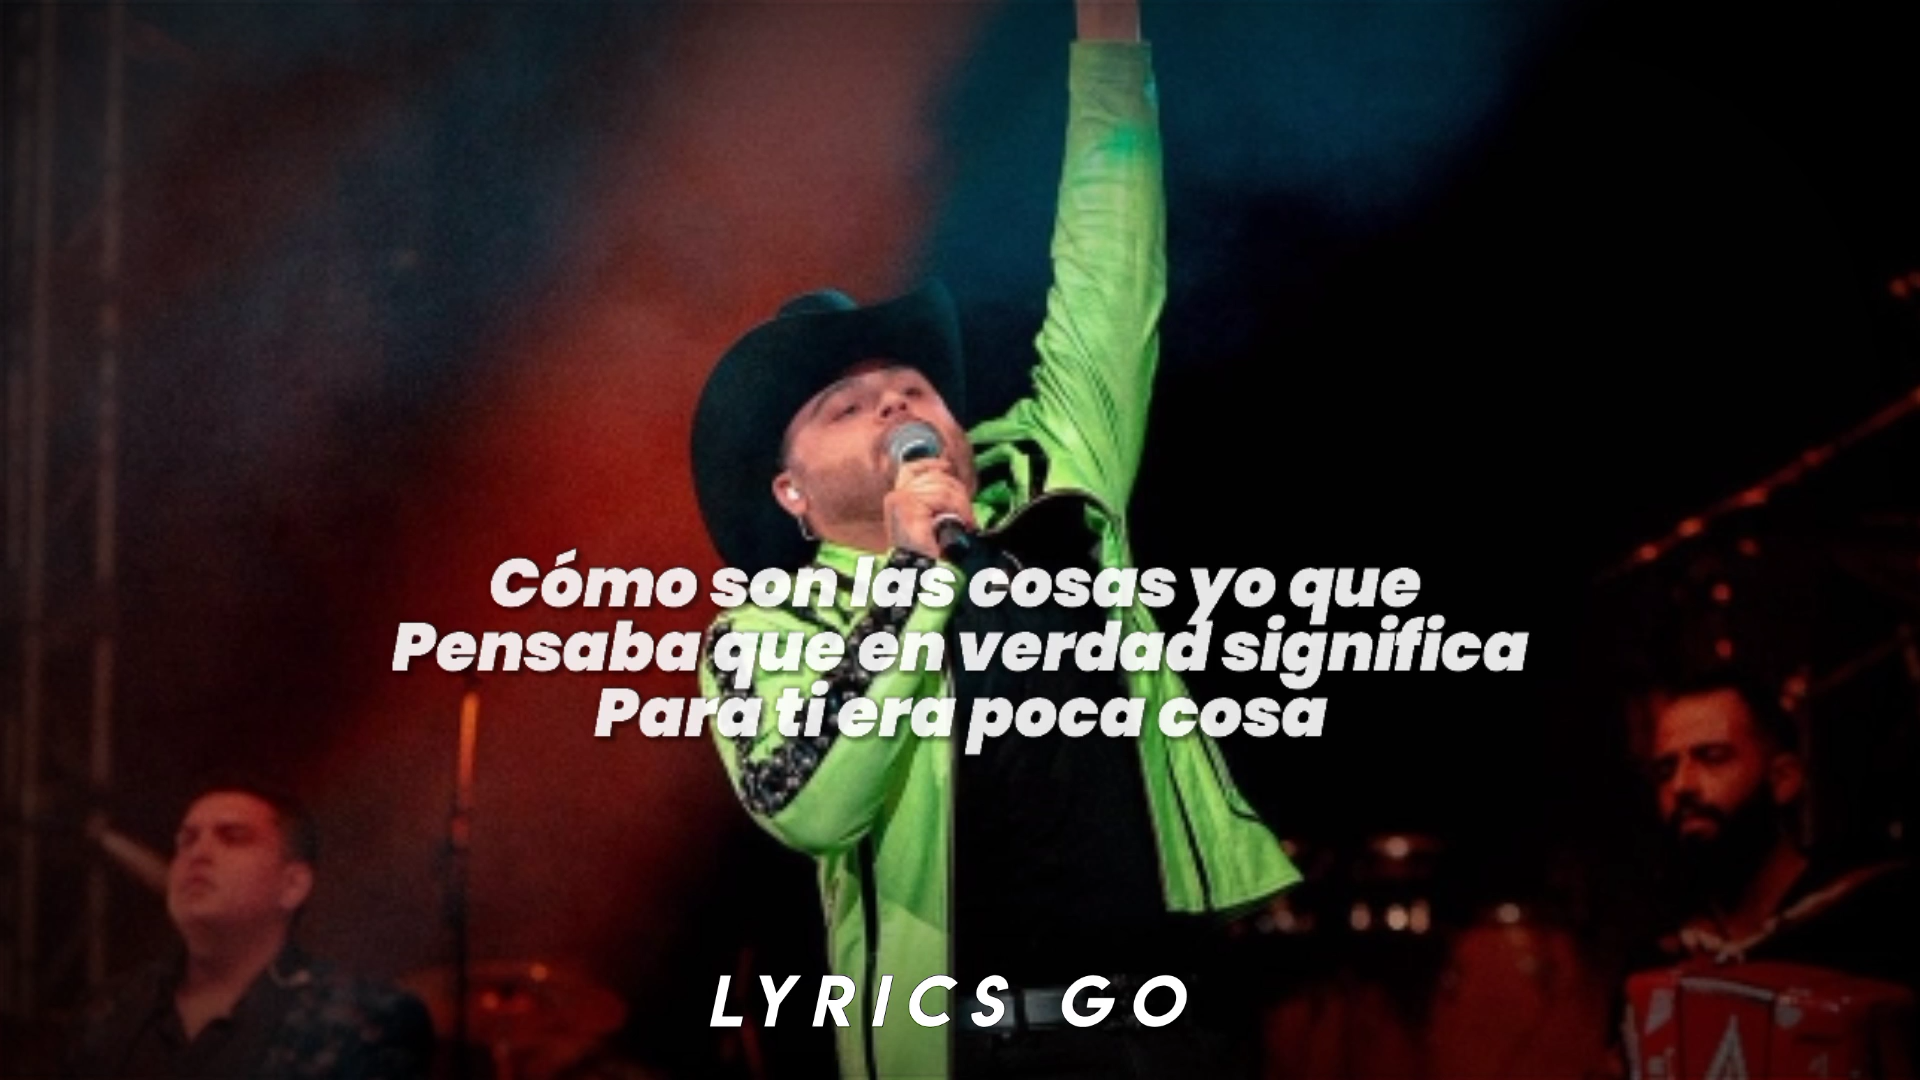 Cómo son las cosas yo que
Pensaba que en verdad significa
Para ti era poca cosa
LYRICS GO